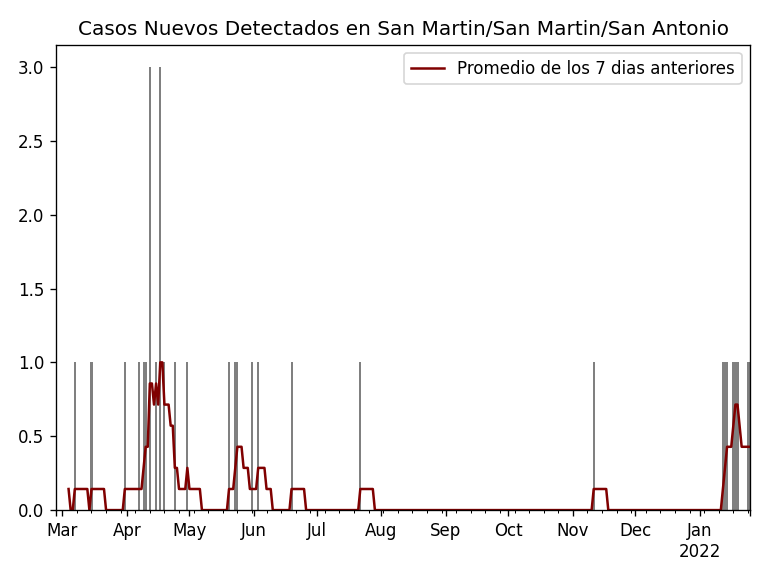 Casos Nuevos Detectados en San Martin/San Martin/San Antonio
Promedio de los 7 dias anteriores
3.0
2.5
2.0
1.5
1.0
0.5
0.0
Mar Apr May Jun Jul Aug Sep Oct Nov Dec Jan
2022